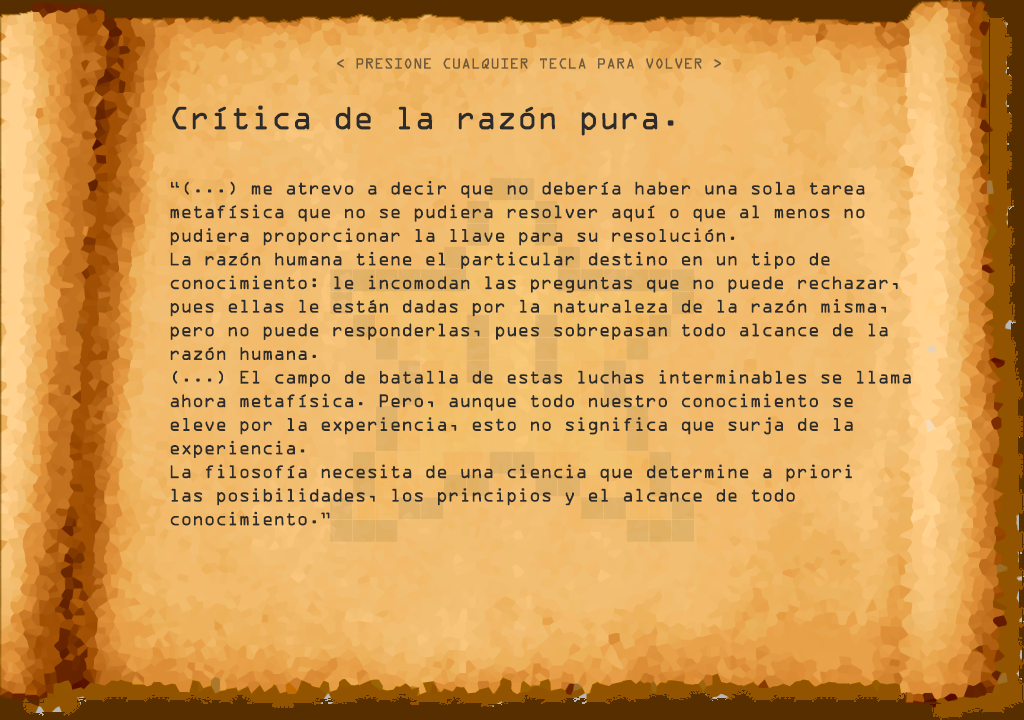 < PRESIONE CUALQUIER TECLA PARA VOLVER >
Crítica de la razón pura.
“(...) me atrevo a decir que no debería haber una sola tarea
metafísica que no se pudiera resolver aquí o que al menos no
pudiera proporcionar la llave para su resolución.
La razón humana tiene el particular destino en un tipo de
conocimiento: le incomodan las preguntas que no puede rechazar,
pues ellas le están dadas por la naturaleza de la razón misma,
pero no puede responderlas, pues sobrepasan todo alcance de la
razón humana.
(...) El campo de batalla de estas luchas interminables se llama
ahora metafísica. Pero, aunque todo nuestro conocimiento se
eleve por la experiencia, esto no significa que surja de la
experiencia.
La filosofía necesita de una ciencia que determine a priori
las posibilidades, los principios y el alcance de todo
conocimiento.”